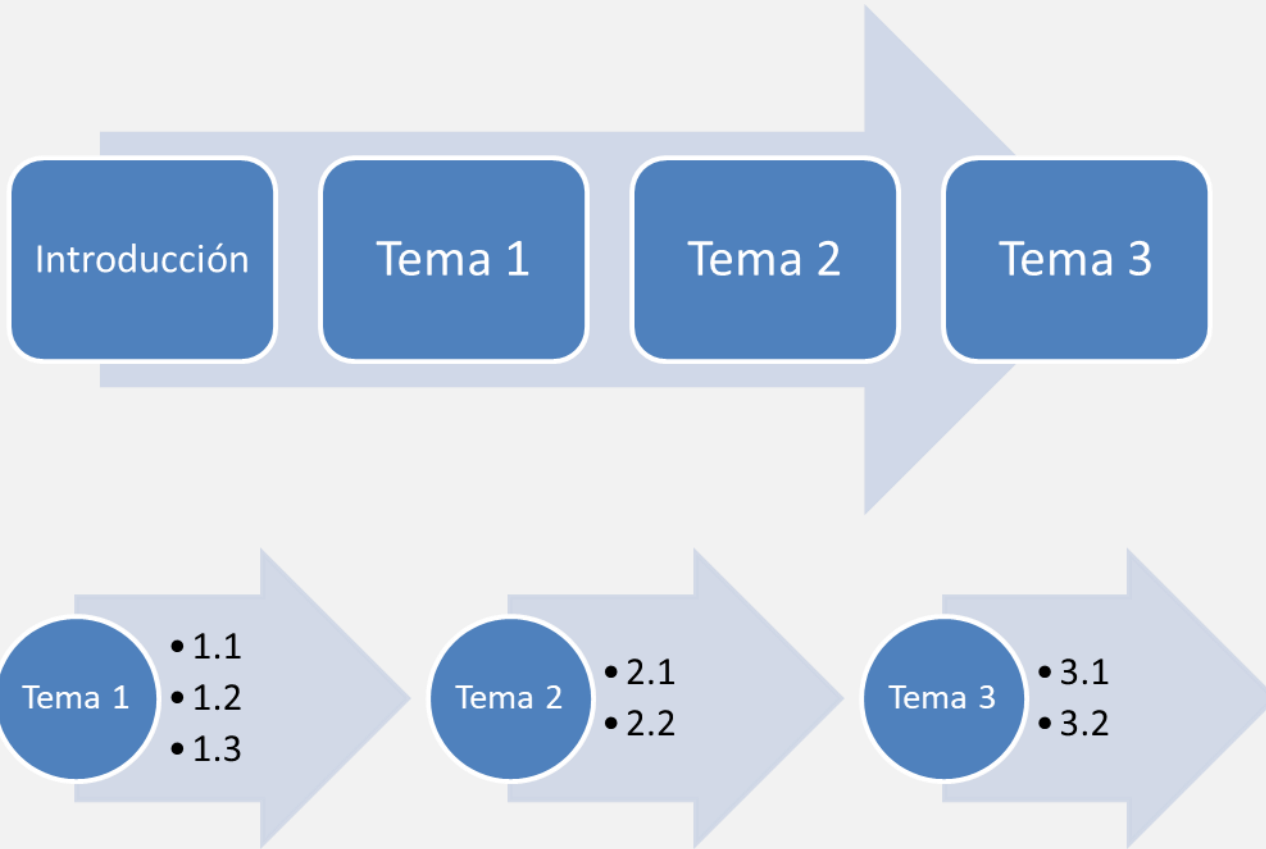 Introducción
Tema 1
Tema 2
Tema 3
Tema 1
• 1.1
• 1.2
• 1.3
Tema 2
• 2.1
• 2.2
Tema 3
• 3.1
• 3.2